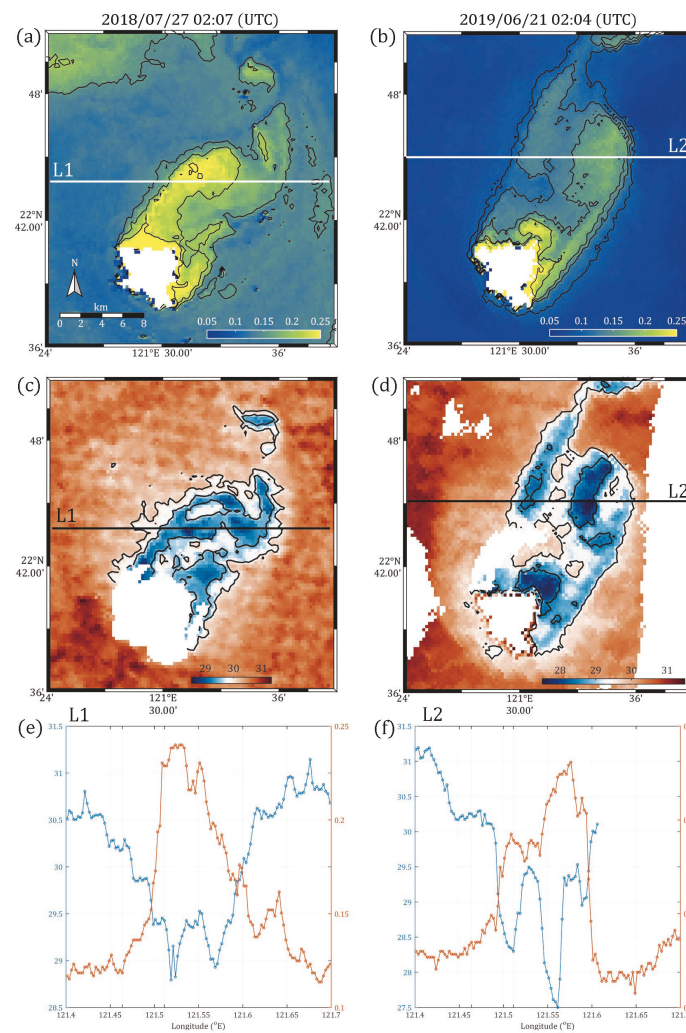 2018/07/27 02:07 (UTC)
2019/06/21 02:04 (UTC)
(a)
(b)
48'
48'
L1
L2
22°N
42.00'
22°N
42.00'
N
km
0 2 4 6 8
0.05 0.1 0.15 0.2 0.25
0.05 0.1 0.15 0.2 0.25
36'
36'
24' 121°E 30.00' 36'
24' 121°E 30.00' 36'
(c)
(d)
48'
48'
L1
L2
22°N
42.00'
22°N
42.00'
29 30 31
28 29 30 31
36'
36'
24' 121°E 36'
30.00'
24' 121°E 36'
30.00'
(e)
L1
(f)
L2
31.5
0.25
31.5
31
31
30.5
0.2
30.5
30
30
29.5
0.15
29.5
29
28.5
28.5
28
0.1
27.5
121.4 121.45 121.5 121.55 121.6 121.65 121.7
121.4 121.45 121.5 121.55 121.6 121.65
Longitude (°E)
Longitude (°E)